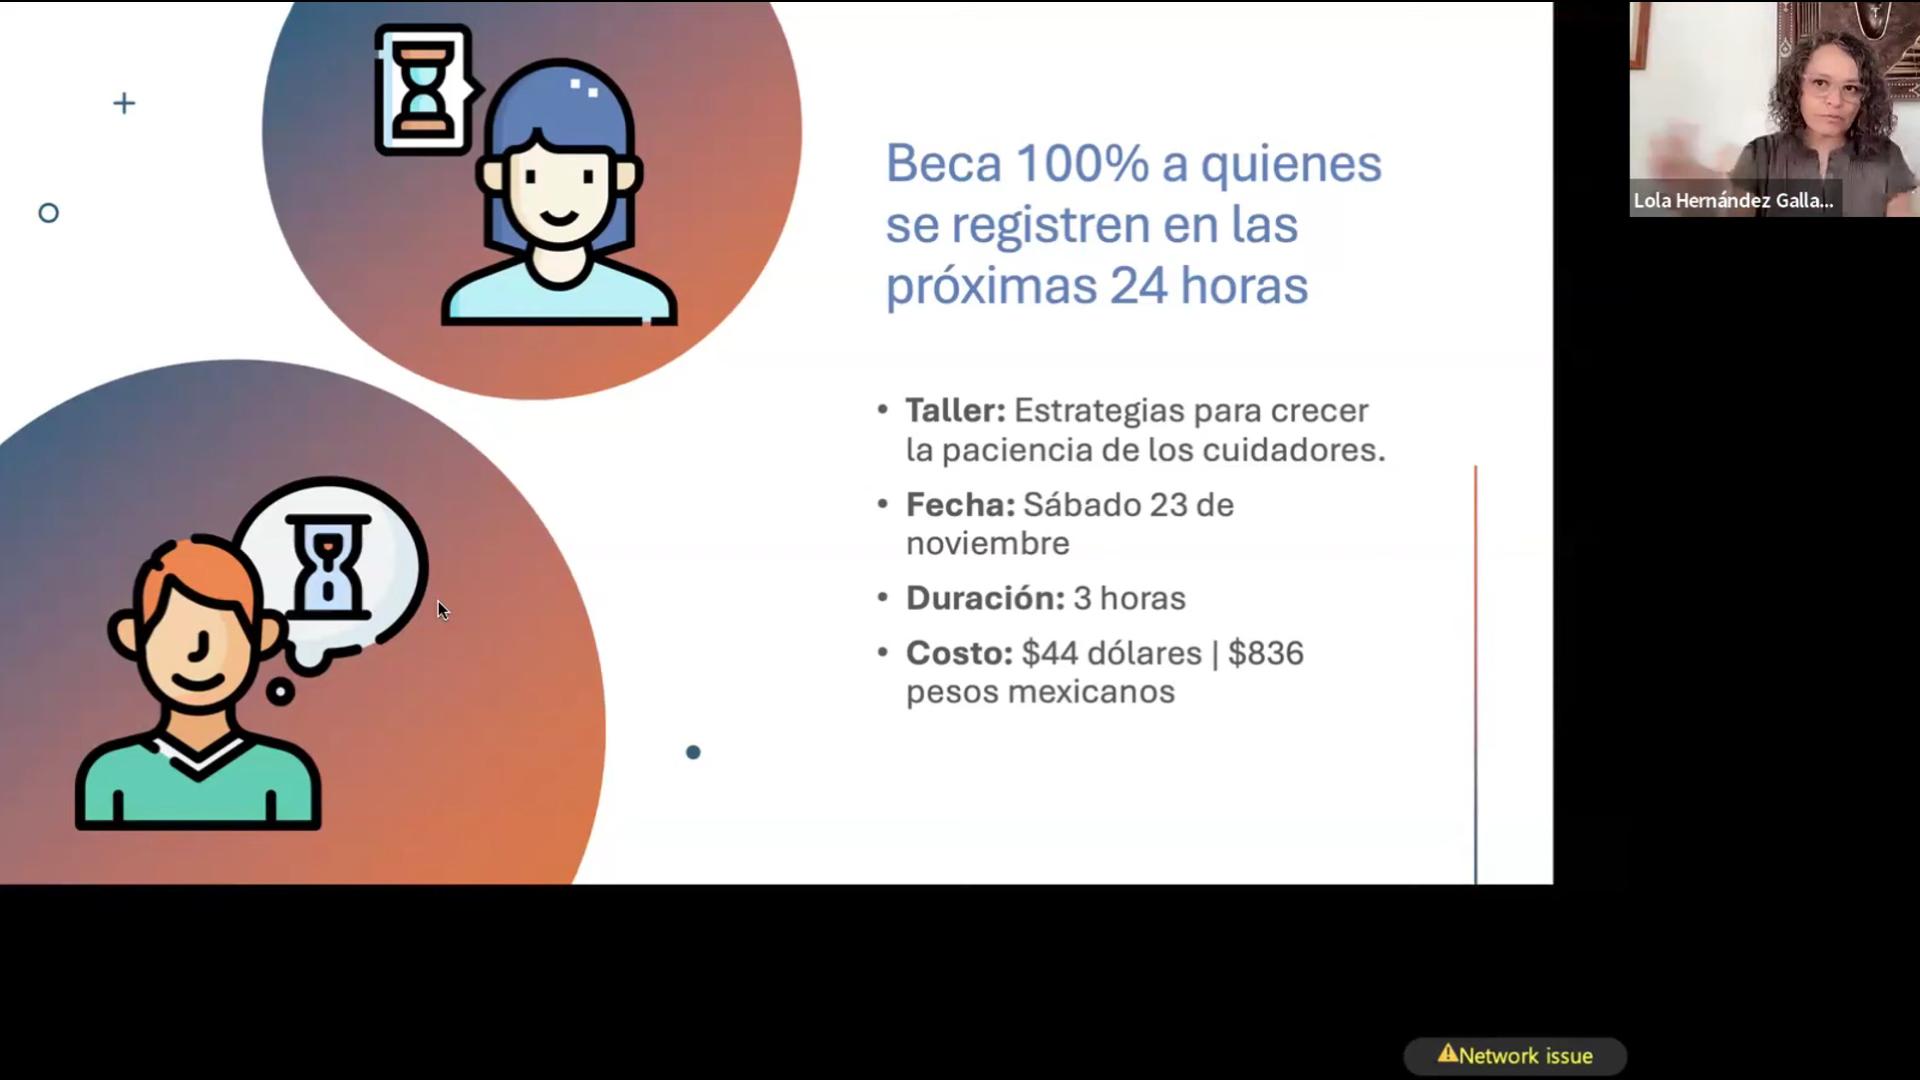 Beca 100% a quienes
se registren en las
próximas 24 horas
• Taller: Estrategias para crecer
la paciencia de los cuidadores.
• Fecha: Sábado 23 de
noviembre
• Duración: 3 horas
• Costo: $44 dólares | $836
pesos mexicanos
Lola Hernández Galla...
Network issue